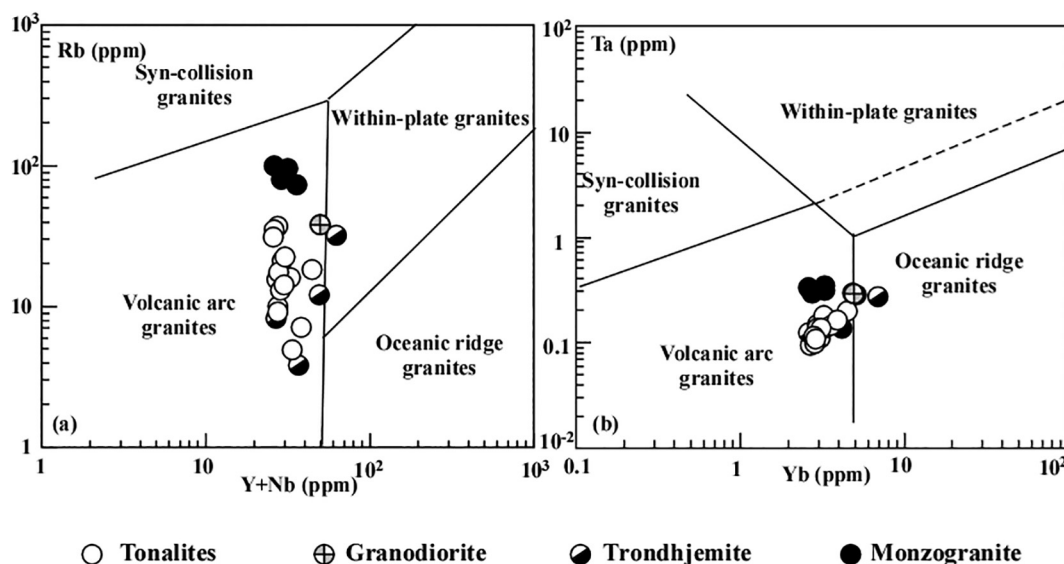 10³
Rb (ppm)
Syn-collision
granites
Within-plate granites
10²
10
Volcanic arc
granites
Oceanic ridge
granites
(a)
1
1
10
10²
10³
Y+Nb (ppm)
10²
Ta (ppm)
Within-plate granites
10
Syn-collision
granites
1
Oceanic ridge
granites
0.1
Volcanic arc
granites
10⁻²
(b)
0.1
1
10
10²
Yb (ppm)
Tonalites
Granodiorite
Trondhjemite
Monzogranite